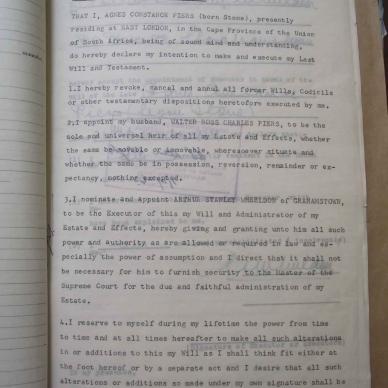 THAT I, AGNES CONSTANCE PIERS (born Stone), presently
residing at EAST LONDON, in the Cape Province of the Union
of South Africa, being of sound mind and understanding,
do hereby declare my intention to make and execute my Last
Will and Testament.
1.I hereby revoke, cancel and annul all former Wills, Codicils
or other testamentary dispositions heretofore executed by me.
2.I appoint my husband, WALTER ROSS CHARLES PIERS, to be the
sole and universal heir of all my Estate and Effects, whether
the same be movable or immovable, wheresoever situate and
whether the same be in possession, reversion, remainder or ex-
pectancy, nothing excepted.
3.I nominate and appoint ARTHUR STANLEY WHEELDON of GRAHAMSTOWN,
to be the Executor of this my Will and Administrator of my
Estate and Effects, hereby giving and granting unto him all such
power and authority as are allowed or required in law and es-
pecially the power of assumption and I direct that it shall not
be necessary for him to furnish security to the Master of the
Supreme Court for the due and faithful administration of my
Estate.
4.I reserve to myself during my lifetime the power from time
to time and at all times hereafter to make all such alterations
in or additions to this my Will as I shall think fit either at
the foot hereof or by a separate act and I desire that all such
alterations or additions so made under my own signature shall be